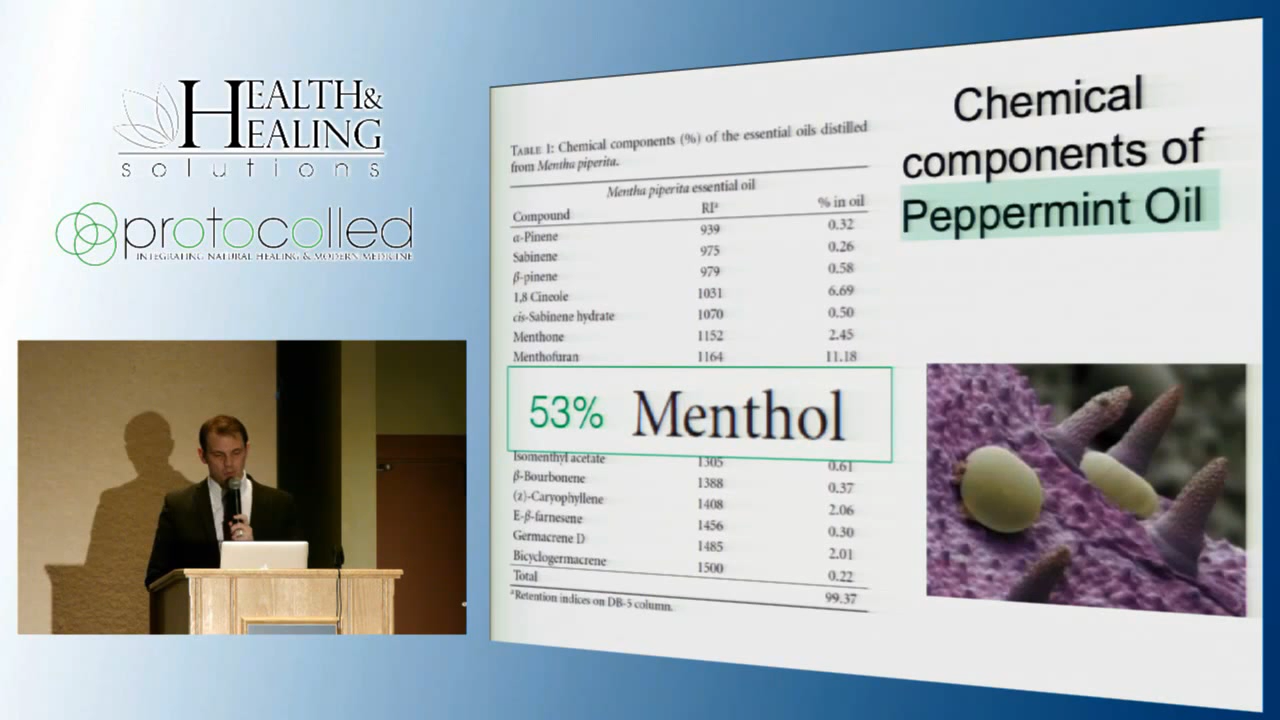 HEALTH&
HEALING
solutions
protocolled
INTEGRATING NATURAL HEALING & MODERN MEDICINE
Chemical
components of
Peppermint Oil
TABLE 1: Chemical components (%) of the essential oils distilled
from Mentha piperita.
Mentha piperita essential oil
Compound RIᵃ % in oil
α-Pinene 939 0.32
Sabinene 975 0.26
β-pinene 979 0.58
1,8 Cineole 1031 6.69
cis-Sabinene hydrate 1070 0.50
Menthone 1152 2.45
Menthofuran 1164 11.18
53% Menthol
Isomenthyl acetate 1305 0.61
β-Bourbonene 1388 0.37
(z)-Caryophyllene 1408 2.06
E-β-farnesene 1456 0.30
Germacrene D 1485 2.01
Bicyclogermacrene 1500 0.22
Total 99.37
ᵃRetention indices on DB-5 column.